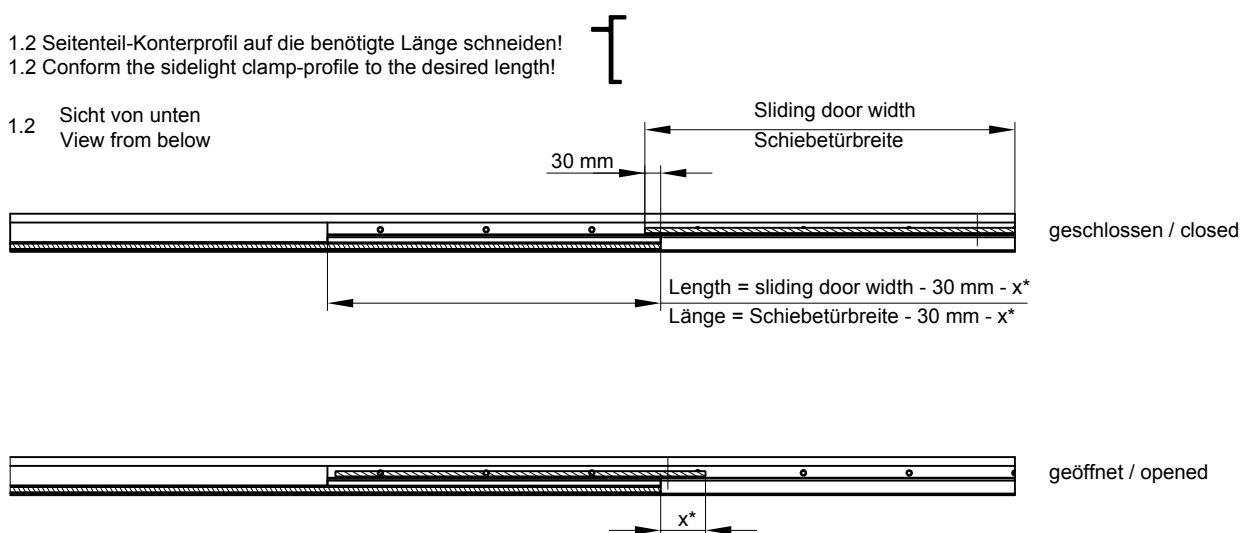 1.2 Seitenteil-Konterprofil auf die benötigte Länge schneiden!
1.2 Conform the sidelight clamp-profile to the desired length!
1.2
Sicht von unten
View from below
Sliding door width
Schiebetürbreite
30 mm
geschlossen / closed
Length = sliding door width - 30 mm - x*
Länge = Schiebetürbreite - 30 mm - x*
geöffnet / opened
x*